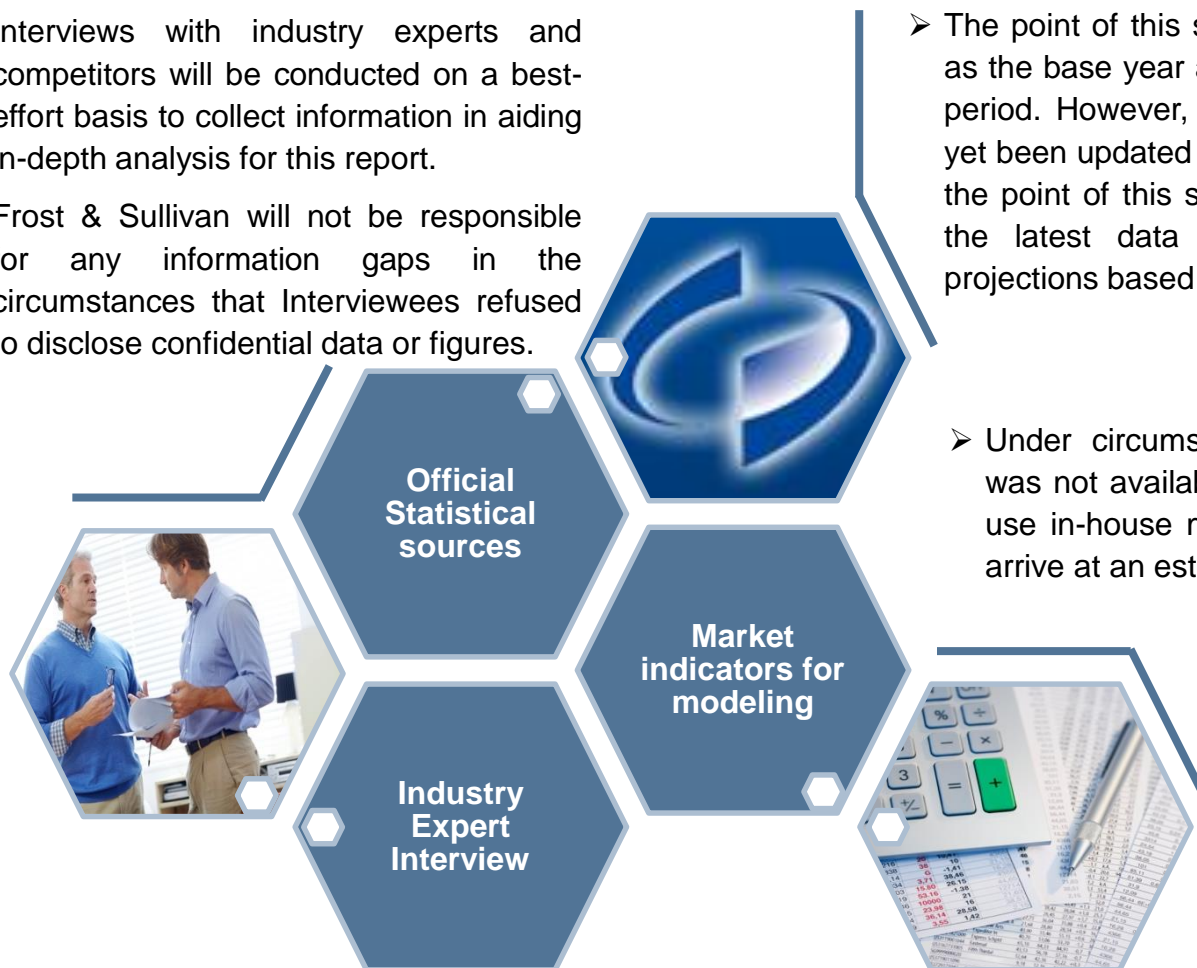 nterviews with industry experts and
competitors will be conducted on a best-
effort basis to collect information in aiding
n-depth analysis for this report.
Frost & Sullivan will not be responsible
or any information gaps in the
circumstances that Interviewees refused
o disclose confidential data or figures.
➢ The point of this s
as the base year a
period. However,
yet been updated
the point of this s
the latest data
projections based
➢ Under circums
was not availal
use in-house r
arrive at an est
Official
Statistical
sources
Market
indicators for
modeling
Industry
Expert
Interview